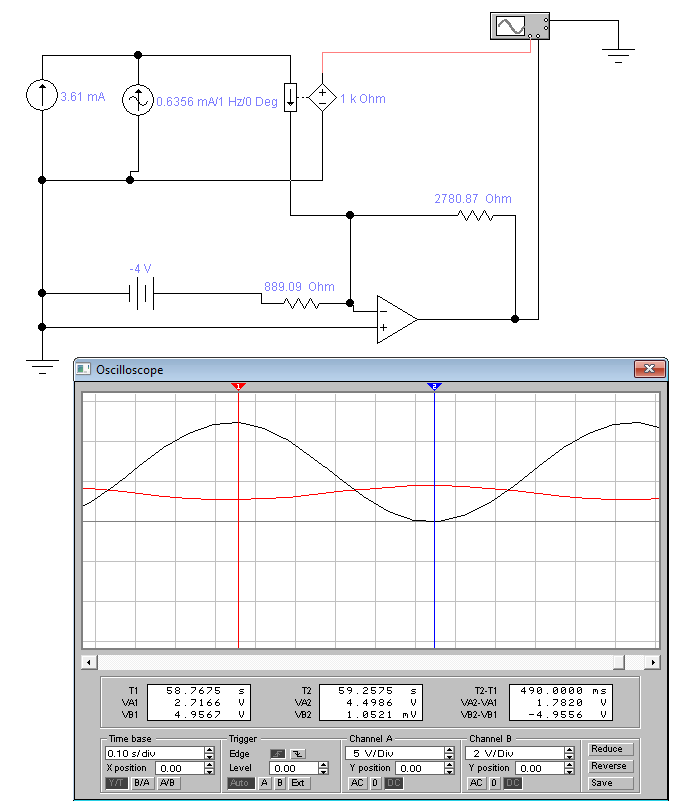 3.61 mA
0.6356 mA/1 Hz/0 Deg
1 k Ohm
2780.87 Ohm
-4 V
889.09 Ohm
Oscilloscope
1 2
T1 58.7675 s T2 59.2575 s T2-T1 490.0000 ms
VA1 2.7166 V VA2 4.4986 V VA2-VA1 1.7820 V
VB1 4.9567 V VB2 1.0521 mV VB2-VB1 -4.9556 V
Time base Trigger Channel A Channel B
0.10 s/div Edge 5 V/Div 2 V/Div Reduce
X position 0.00 Level 0.00 Y position 0.00 Y position 0.00 Reverse
Y/T B/A A/B Auto A B Ext AC 0 DC AC 0 DC Save